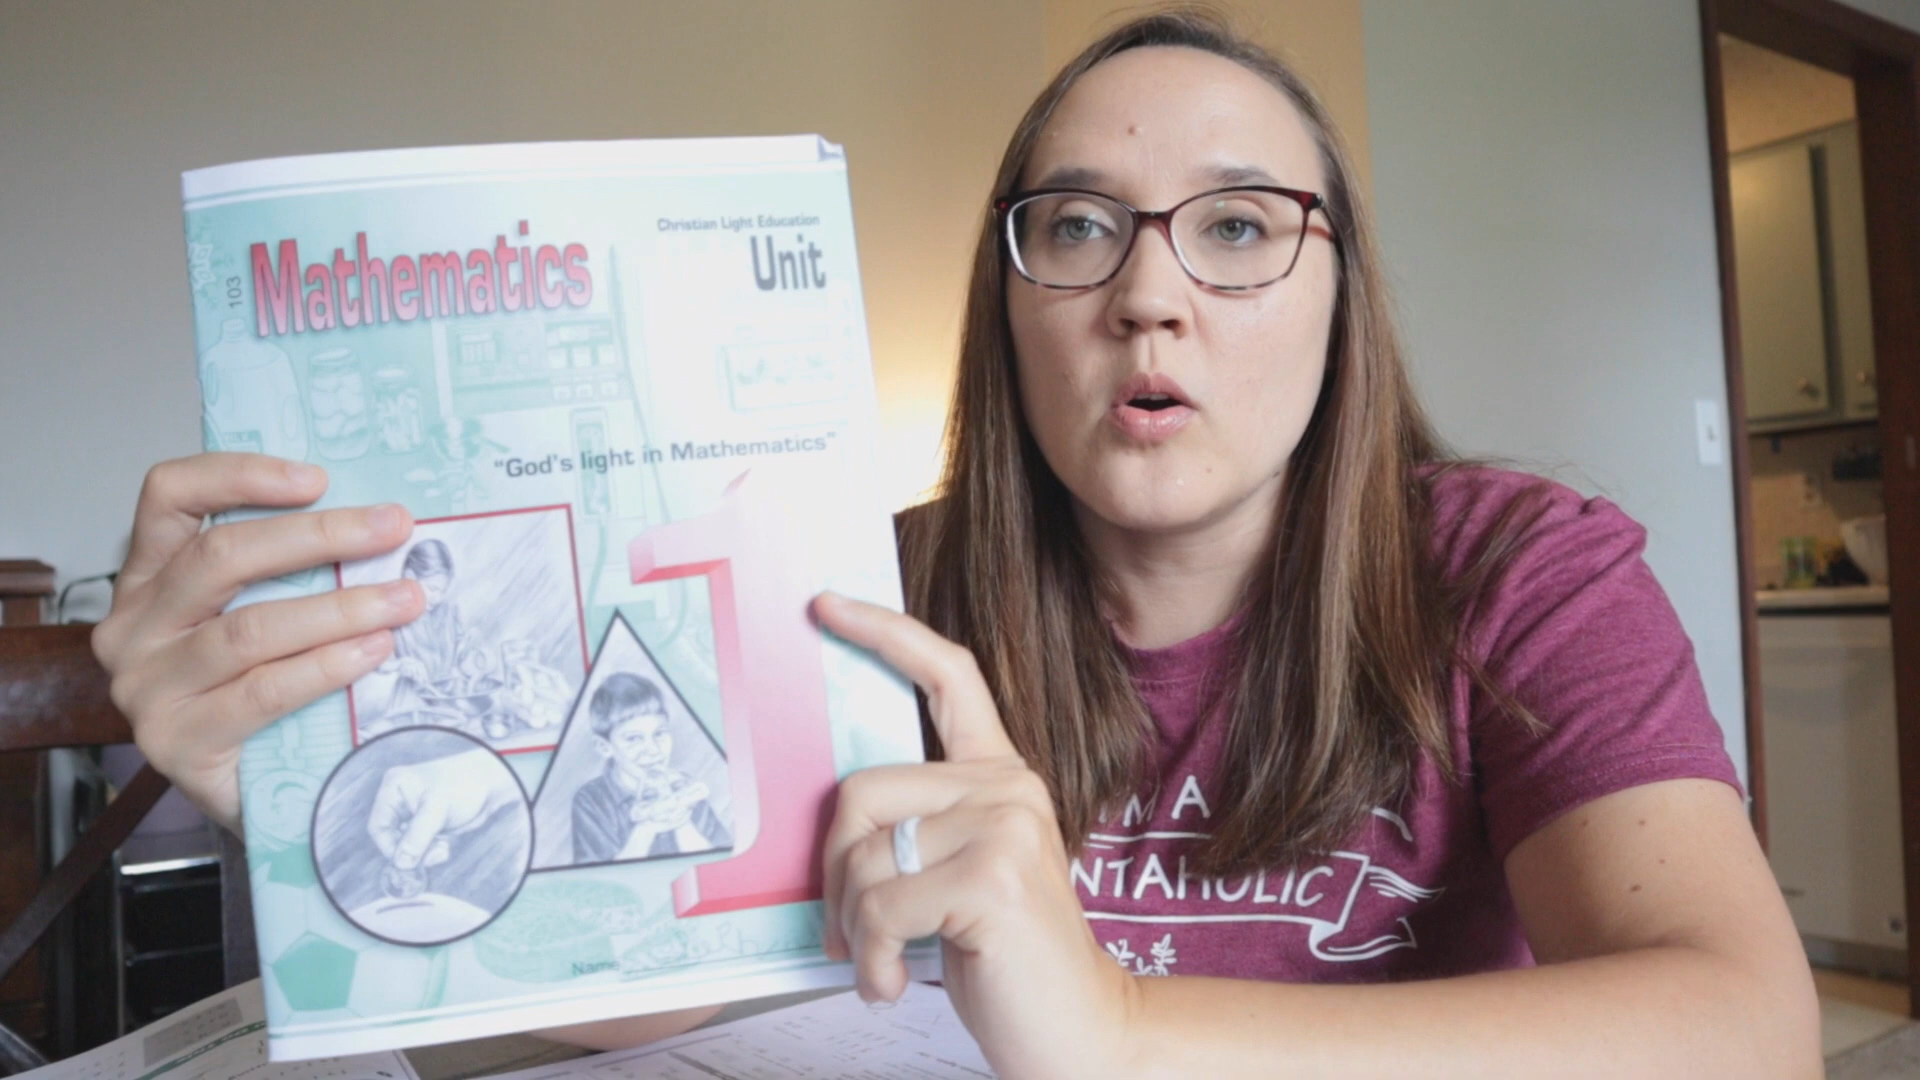 Christian Light Education
Mathematics
Unit
103
"God's light in Mathematics"
1
Name
I'M A
NTAHOLIC